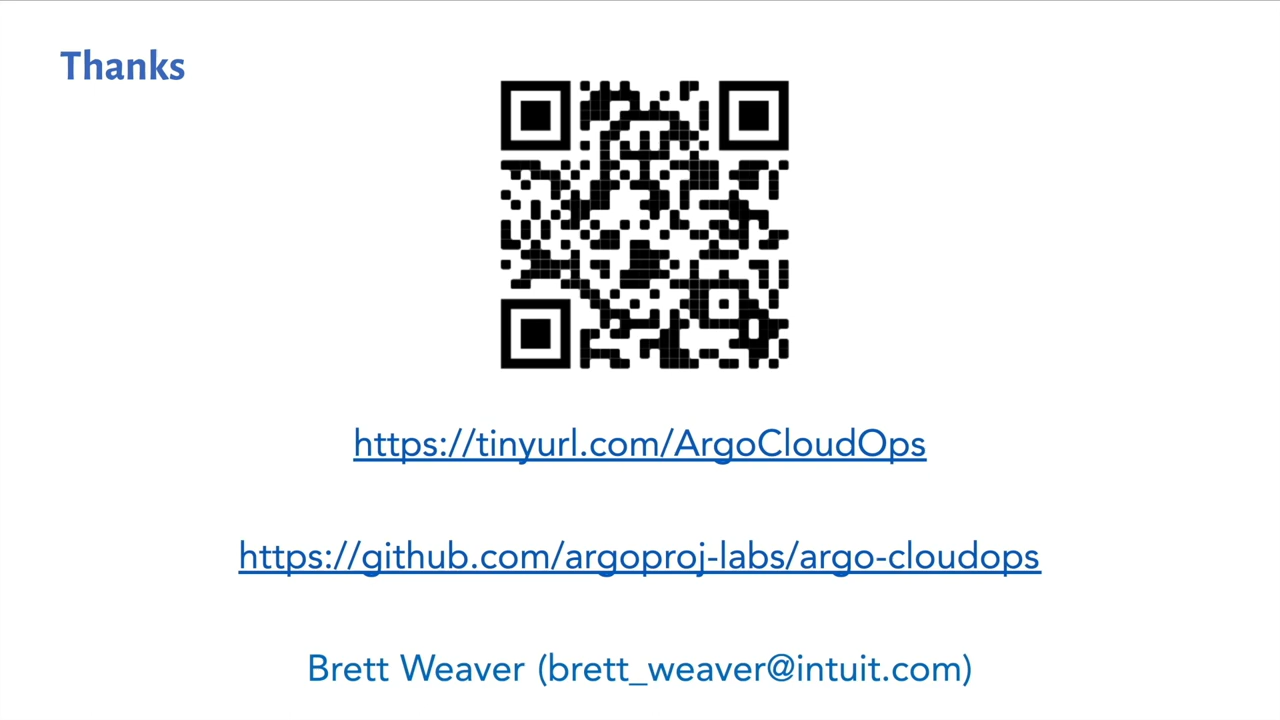 Thanks
https://tinyurl.com/ArgoCloudOps
https://github.com/argoproj-labs/argo-cloudops
Brett Weaver (brett_weaver@intuit.com)